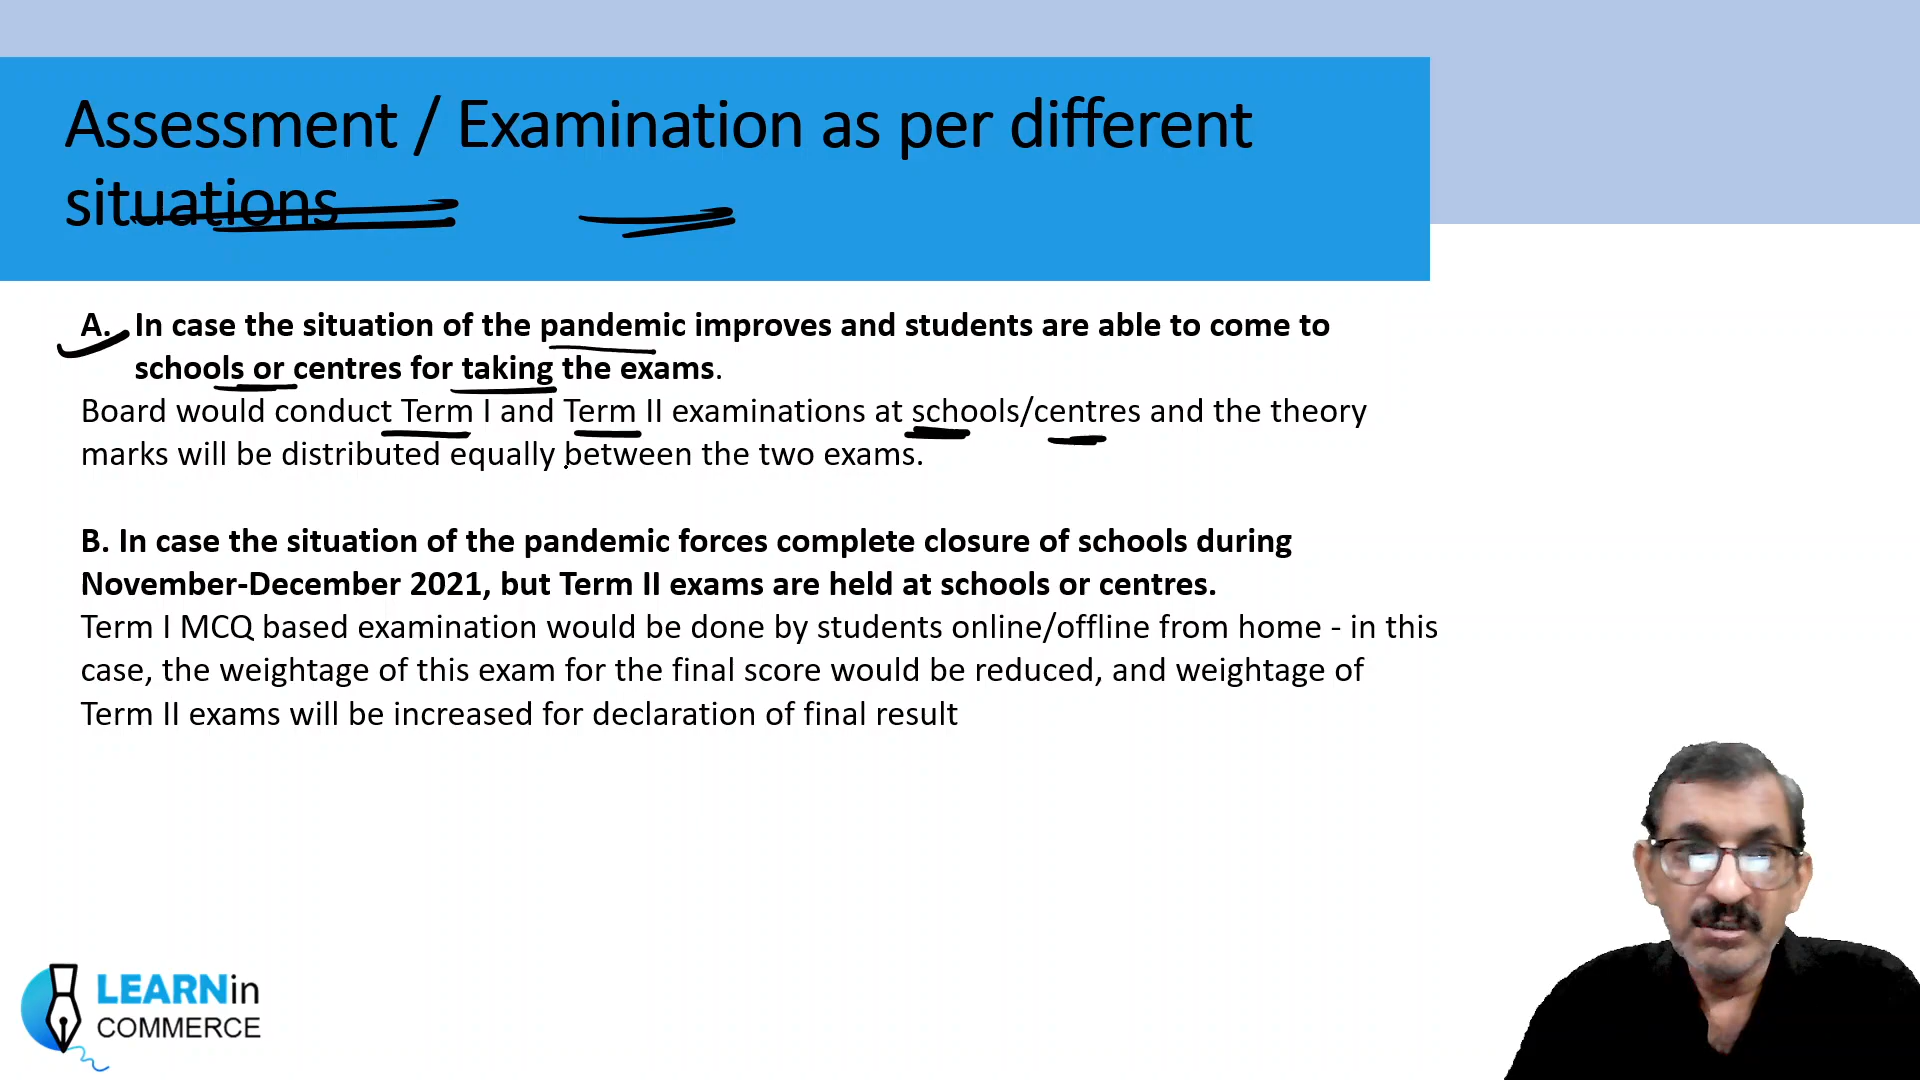 Assessment / Examination as per different
situations
A. In case the situation of the pandemic improves and students are able to come to
schools or centres for taking the exams.
Board would conduct Term I and Term II examinations at schools/centres and the theory
marks will be distributed equally between the two exams.
B. In case the situation of the pandemic forces complete closure of schools during
November-December 2021, but Term II exams are held at schools or centres.
Term I MCQ based examination would be done by students online/offline from home - in this
case, the weightage of this exam for the final score would be reduced, and weightage of
Term II exams will be increased for declaration of final result
LEARNin
COMMERCE